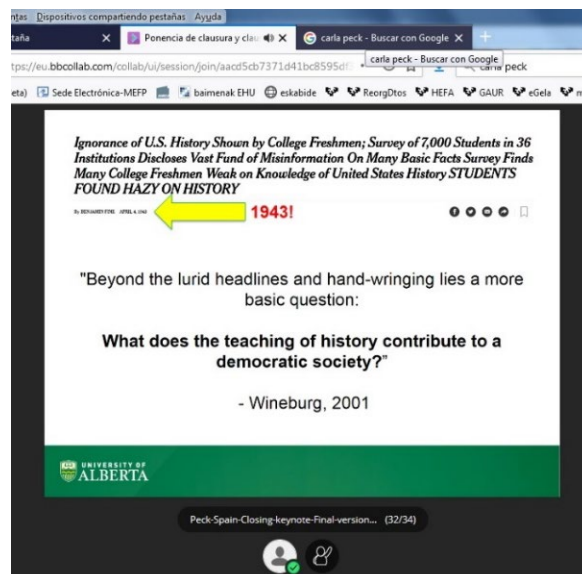 ntas Dispositivos compartiendo pestañas Ayuda
taña
Ponencia de clausura y clau
carla peck - Buscar con Google
carla peck - Buscar con Google
tps://eu.bbcollab.com/collab/ui/session/join/aacd5cb7371d41bc8595df
carla peck
eta) Sede Electrónica-MEFP baimenak EHU eskabide ReorgDtos HEFA GAUR eGela
Ignorance of U.S. History Shown by College Freshmen; Survey of 7,000 Students in 36
Institutions Discloses Vast Fund of Misinformation On Many Basic Facts Survey Finds
Many College Freshmen Weak on Knowledge of United States History STUDENTS
FOUND HAZY ON HISTORY
1943!
"Beyond the lurid headlines and hand-wringing lies a more
basic question:
What does the teaching of history contribute to a
democratic society?"
- Wineburg, 2001
UNIVERSITY OF
ALBERTA
Peck-Spain-Closing-keynote-Final-version... (32/34)